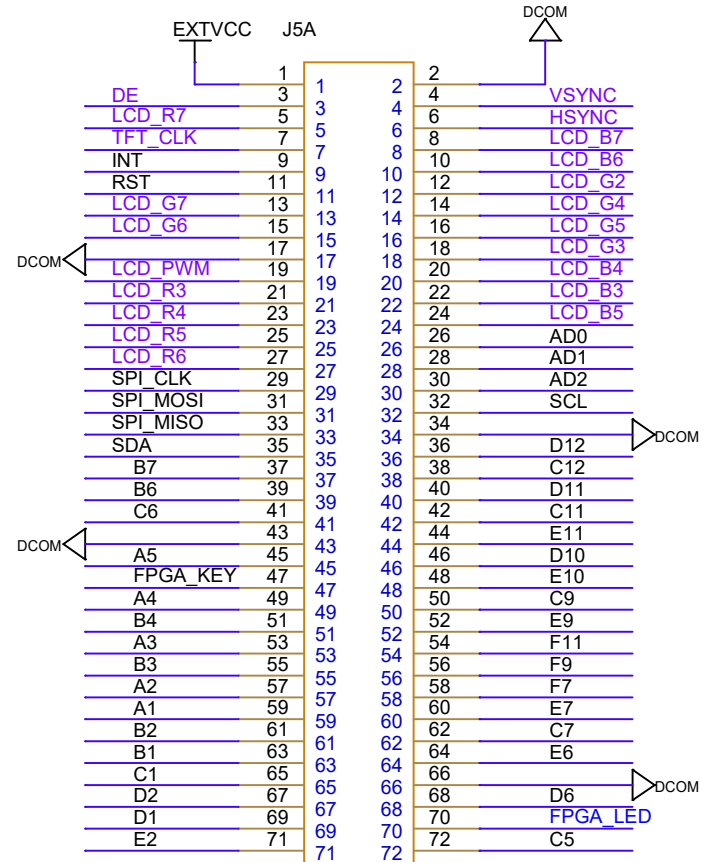 DCOM
EXTVCC J5A
1 1 2 2
DE 3 3 4 4 VSYNC
LCD_R7 5 5 6 6 HSYNC
TFT_CLK 7 7 8 8 LCD_B7
INT 9 9 10 10 LCD_B6
RST 11 11 12 12 LCD_G2
LCD_G7 13 13 14 14 LCD_G4
LCD_G6 15 15 16 16 LCD_G5
DCOM 17 17 18 18 LCD_G3
LCD_PWM 19 19 20 20 LCD_B4
LCD_R3 21 21 22 22 LCD_B3
LCD_R4 23 23 24 24 LCD_B5
LCD_R5 25 25 26 26 AD0
LCD_R6 27 27 28 28 AD1
SPI_CLK 29 29 30 30 AD2
SPI_MOSI 31 31 32 32 SCL
SPI_MISO 33 33 34 34 DCOM
SDA 35 35 36 36 D12
B7 37 37 38 38 C12
B6 39 39 40 40 D11
C6 41 41 42 42 C11
DCOM 43 43 44 44 E11
A5 45 45 46 46 D10
FPGA_KEY 47 47 48 48 E10
A4 49 49 50 50 C9
B4 51 51 52 52 E9
A3 53 53 54 54 F11
B3 55 55 56 56 F9
A2 57 57 58 58 F7
A1 59 59 60 60 E7
B2 61 61 62 62 C7
B1 63 63 64 64 E6
C1 65 65 66 66 DCOM
D2 67 67 68 68 D6
D1 69 69 70 70 FPGA_LED
E2 71 71 72 72 C5